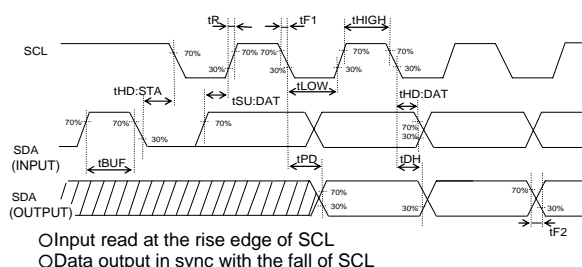 tR tF1 tHIGH
SCL 70% 70% 70% 70% 70%
30% 30% 30% 30%
tHD:STA tLOW tHD:DAT
tSU:DAT
70% 70% 70% 70%
SDA 30% 30%
(INPUT) tBUF tPD tDH
SDA 70% 70%
(OUTPUT) 30% 30% 30%
tF2
○Input read at the rise edge of SCL
○Data output in sync with the fall of SCL